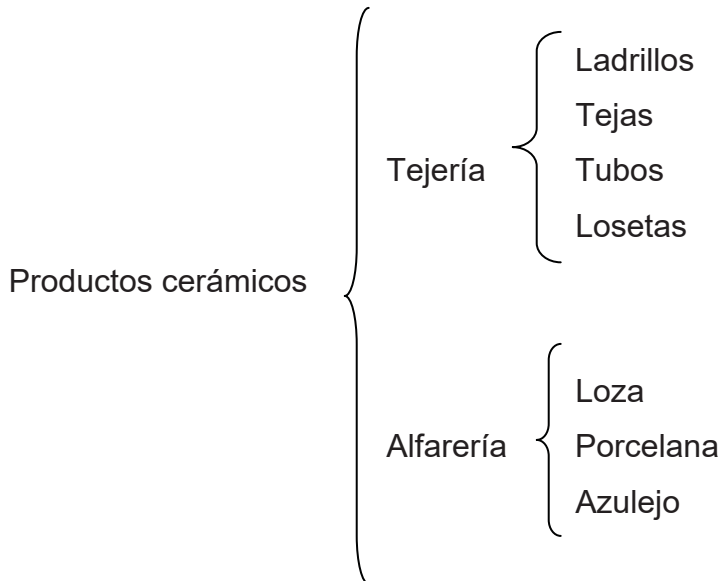 Productos cerámicos
Tejería
Ladrillos
Tejas
Tubos
Losetas
Alfarería
Loza
Porcelana
Azulejo